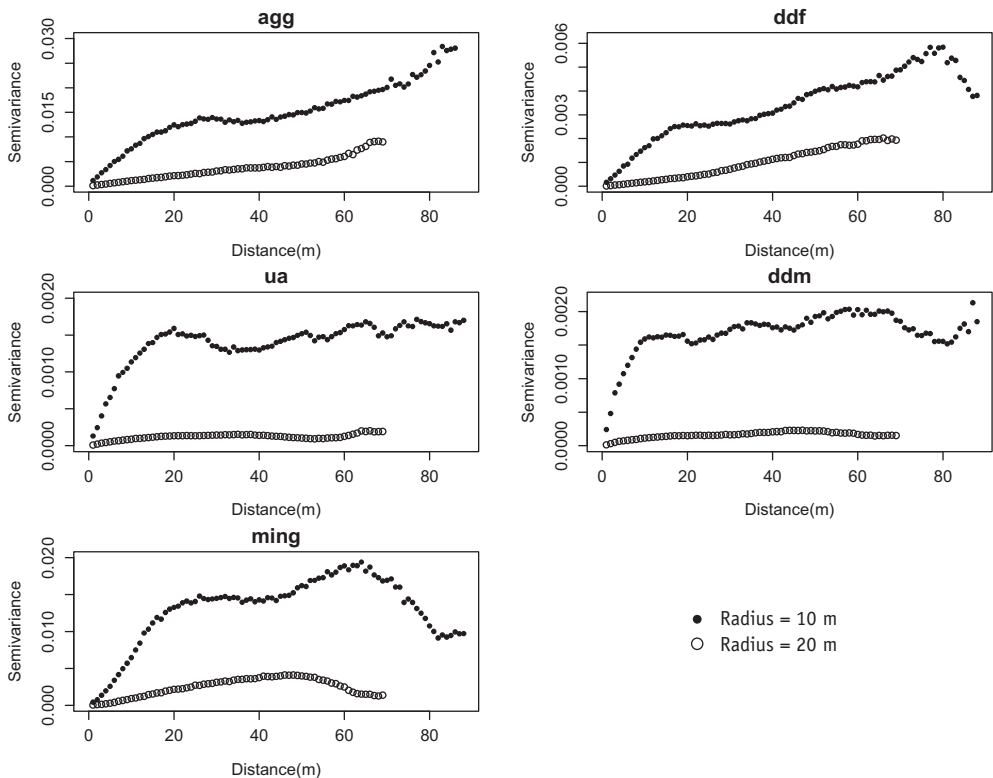 agg
Semivariance
0.030
0.015
0.000
0 20 40 60 80
Distance(m)
ddf
Semivariance
0.006
0.003
0.000
0 20 40 60 80
Distance(m)
ua
Semivariance
0.0020
0.0010
0.0000
0 20 40 60 80
Distance(m)
ddm
Semivariance
0.0020
0.0010
0.0000
0 20 40 60 80
Distance(m)
ming
Semivariance
0.020
0.010
0.000
0 20 40 60 80
Distance(m)
Radius = 10 m
Radius = 20 m